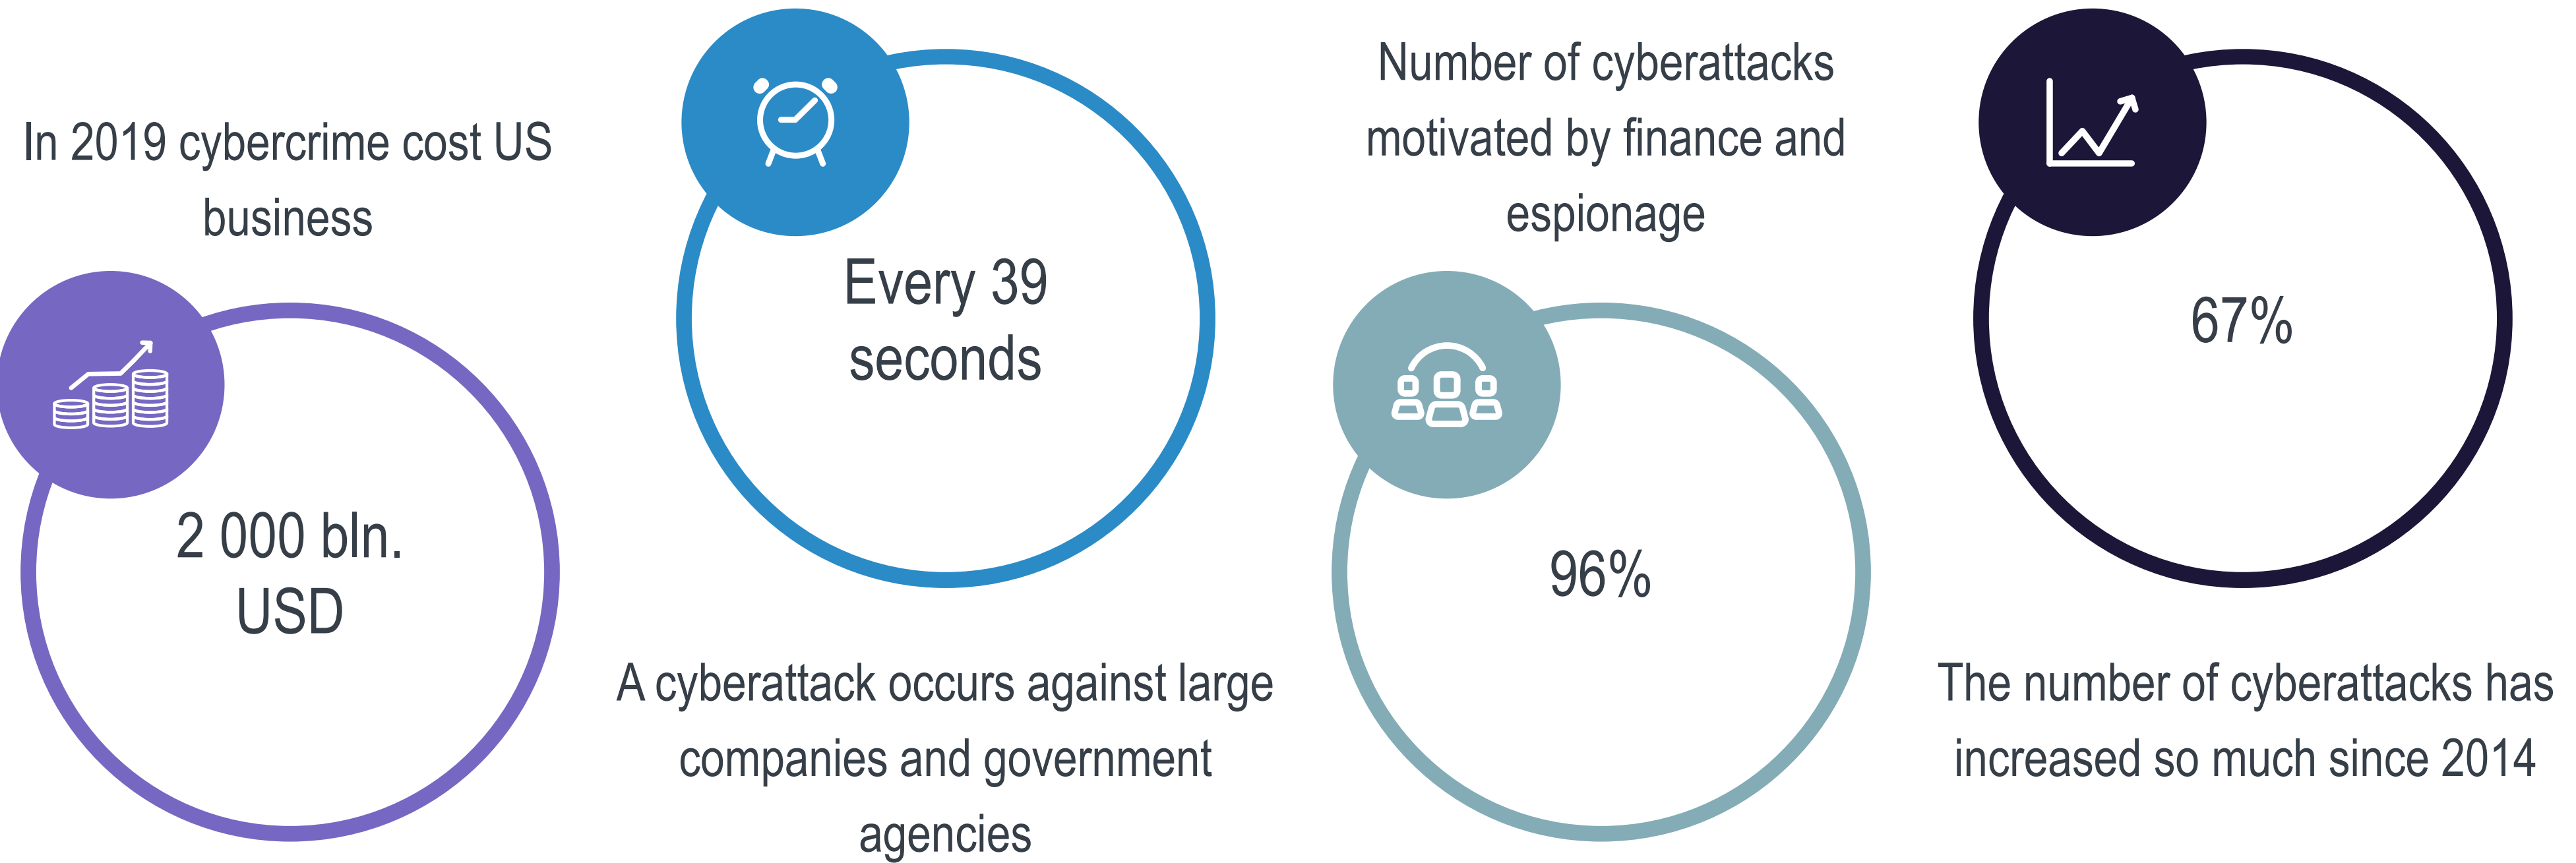 In 2019 cybercrime cost US
business
2 000 bln.
USD
Every 39
seconds
A cyberattack occurs against large
companies and government
agencies
Number of cyberattacks
motivated by finance and
espionage
96%
67%
The number of cyberattacks has
increased so much since 2014